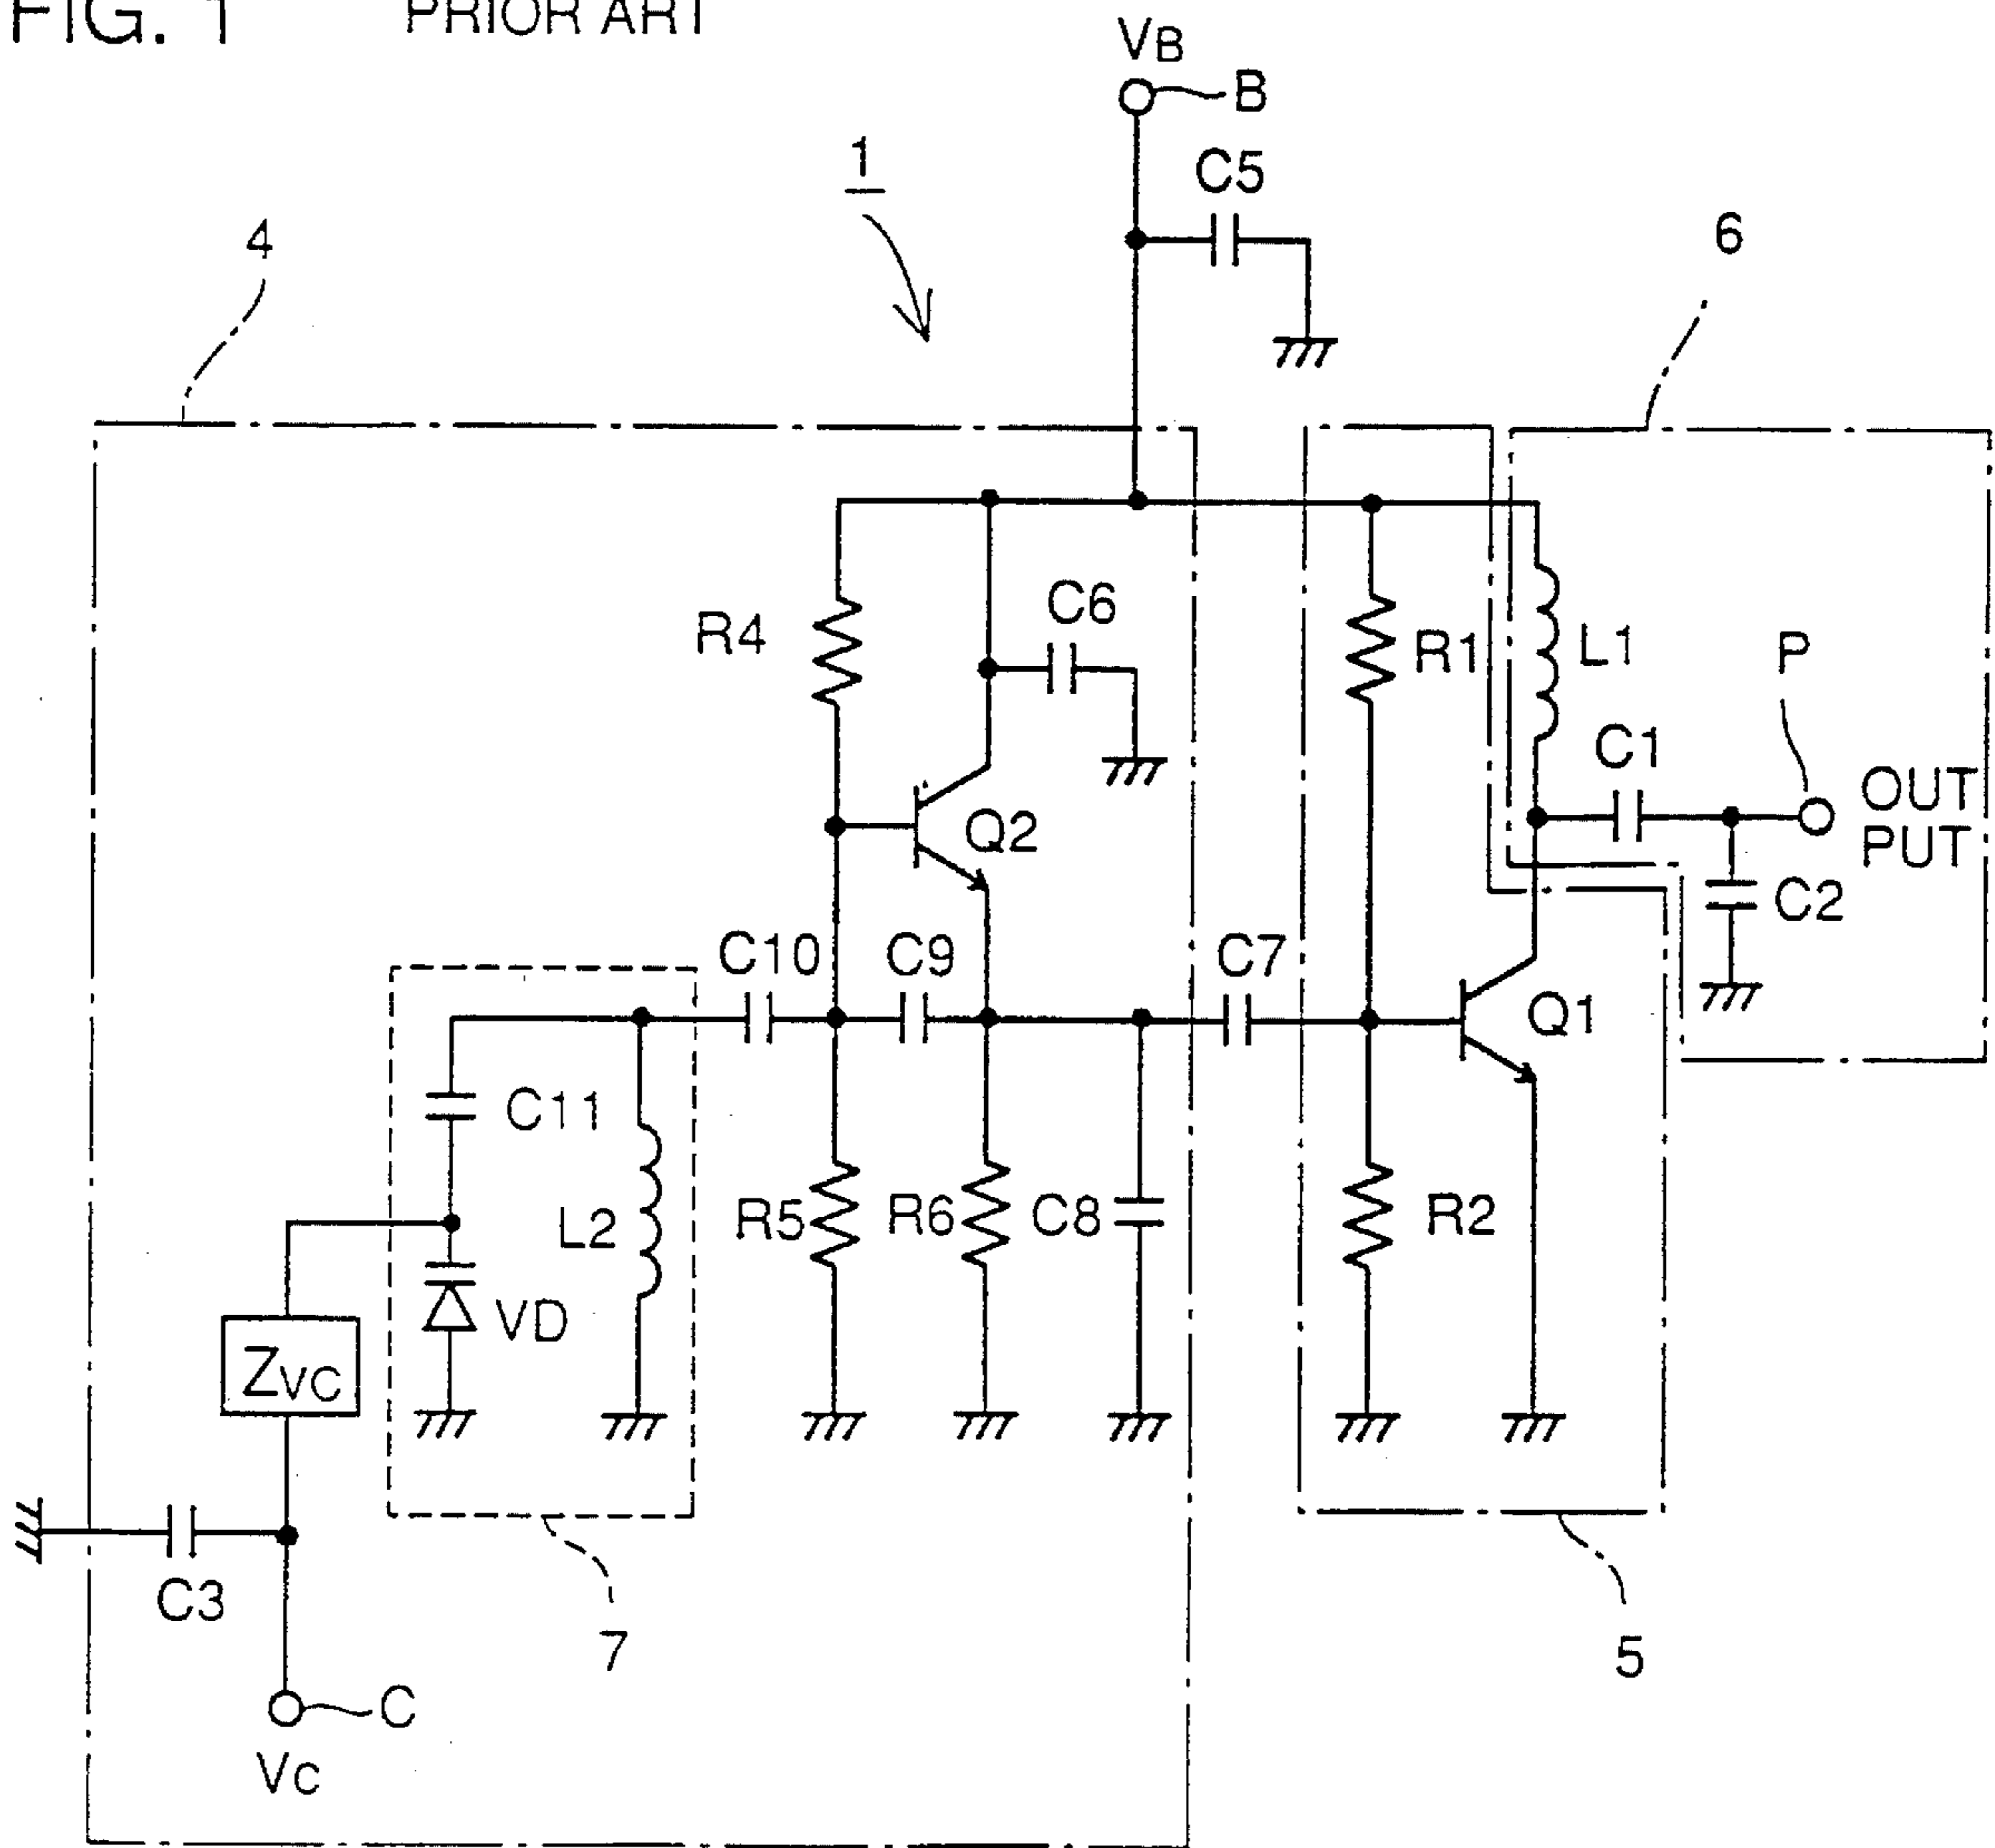 FIG. 1 PRIOR ART
VB
B
1
C5
4
6
C6
R4
R1
L1
P
C1
OUT
PUT
Q2
C2
C10
C9
C7
Q1
C11
L2
R5
R6
C8
R2
VD
ZVC
C3
7
5
C
VC